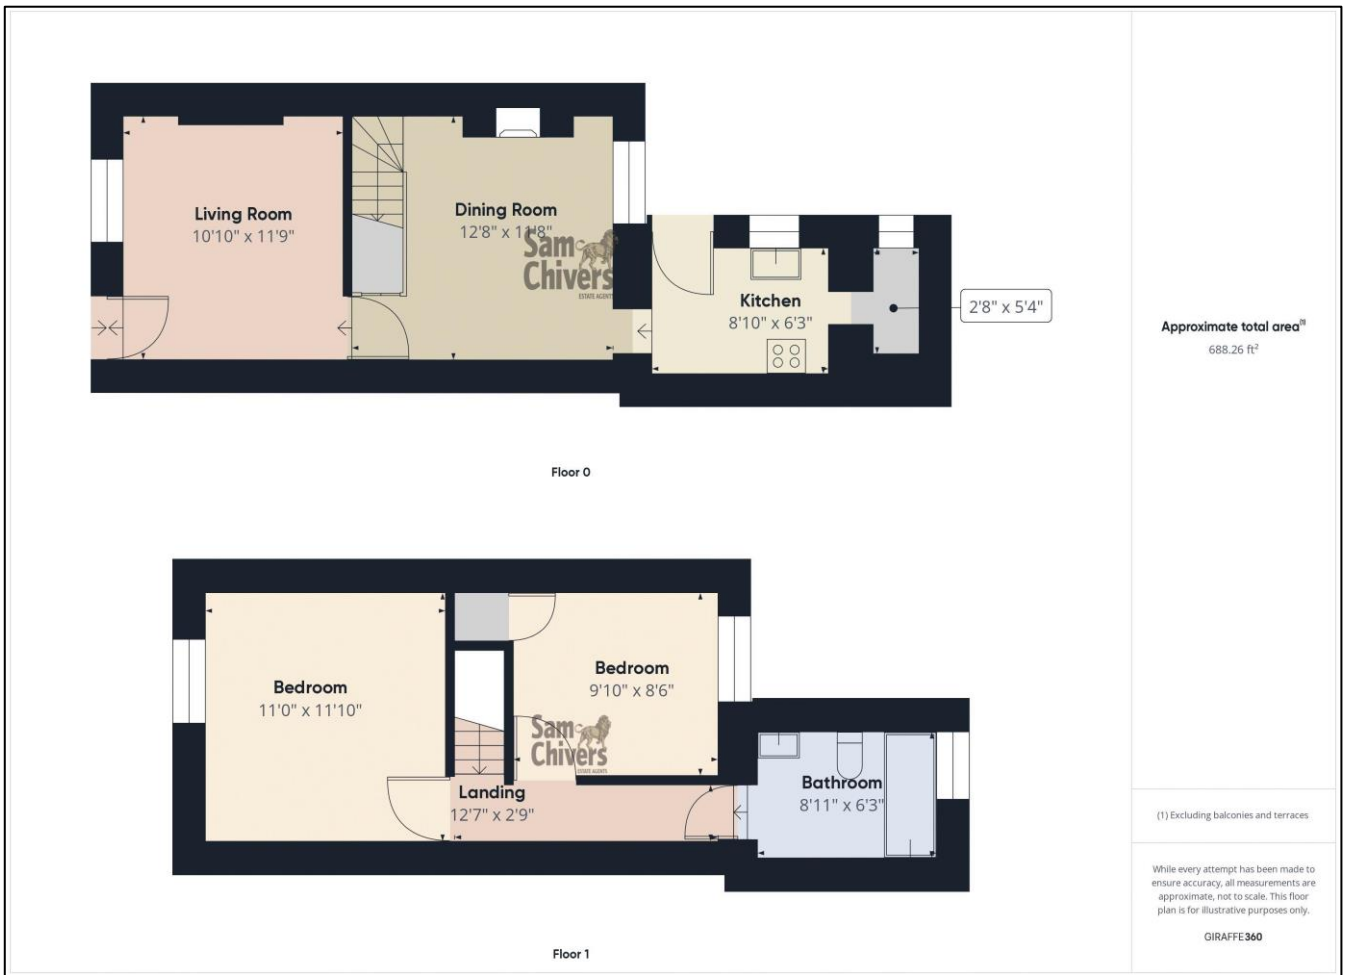 Living Room
10'10" x 11'9"
Dining Room
12'8" x 11'8"
Sam
Chivers
ESTATE AGENTS
Kitchen
8'10" x 6'3"
2'8" x 5'4"
Approximate total area(1)
688.26 ft²
Floor 0
Bedroom
11'0" x 11'10"
Bedroom
9'10" x 8'6"
Sam
Chivers
ESTATE AGENTS
Landing
12'7" x 2'9"
Bathroom
8'11" x 6'3"
Floor 1
(1) Excluding balconies and terraces
While every attempt has been made to
ensure accuracy, all measurements are
approximate, not to scale. This floor
plan is for illustrative purposes only.
GIRAFFE360